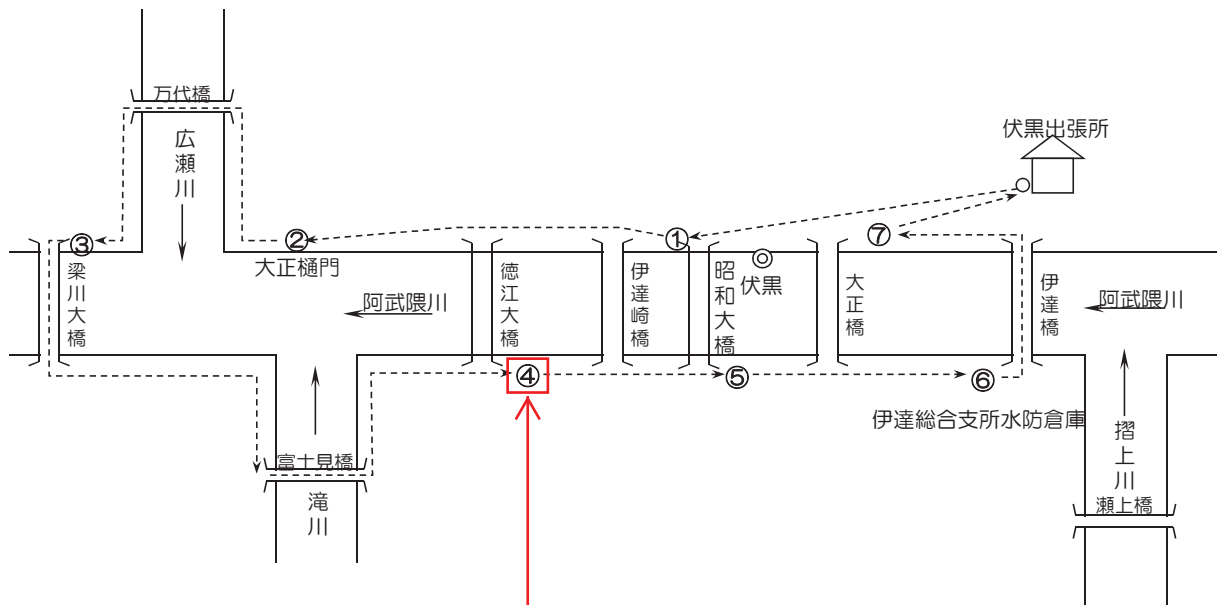 万代橋
広瀬川
伏黒出張所
①
②
③
⑦
大正樋門
梁川大橋
阿武隈川
徳江大橋
伊達崎橋
昭和大橋
伏黒
大正橋
伊達橋
阿武隈川
④
⑤
⑥
伊達総合支所水防倉庫
富士見橋
滝川
摺上川
瀬上橋